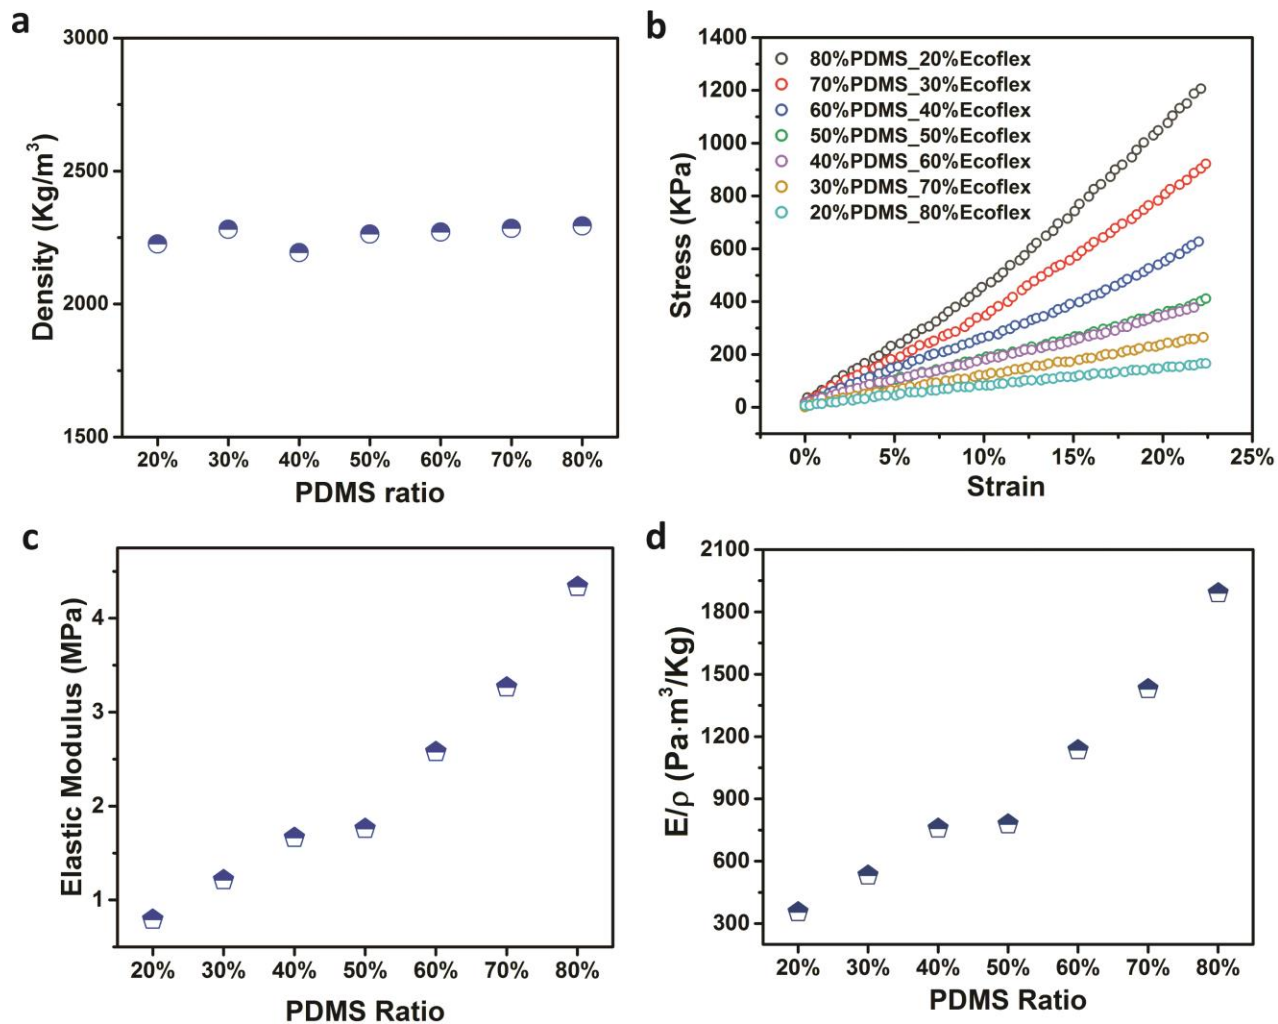 a
3000
2500
2000
1500
Density (Kg/m³)
20% 30% 40% 50% 60% 70% 80%
PDMS ratio
b
1400
1200
1000
800
600
400
200
0
Stress (KPa)
80%PDMS_20%Ecoflex
70%PDMS_30%Ecoflex
60%PDMS_40%Ecoflex
50%PDMS_50%Ecoflex
40%PDMS_60%Ecoflex
30%PDMS_70%Ecoflex
20%PDMS_80%Ecoflex
0% 5% 10% 15% 20% 25%
Strain
c
4
3
2
1
Elastic Modulus (MPa)
20% 30% 40% 50% 60% 70% 80%
PDMS Ratio
d
2100
1800
1500
1200
900
600
300
E/ρ (Pa·m³/Kg)
20% 30% 40% 50% 60% 70% 80%
PDMS Ratio